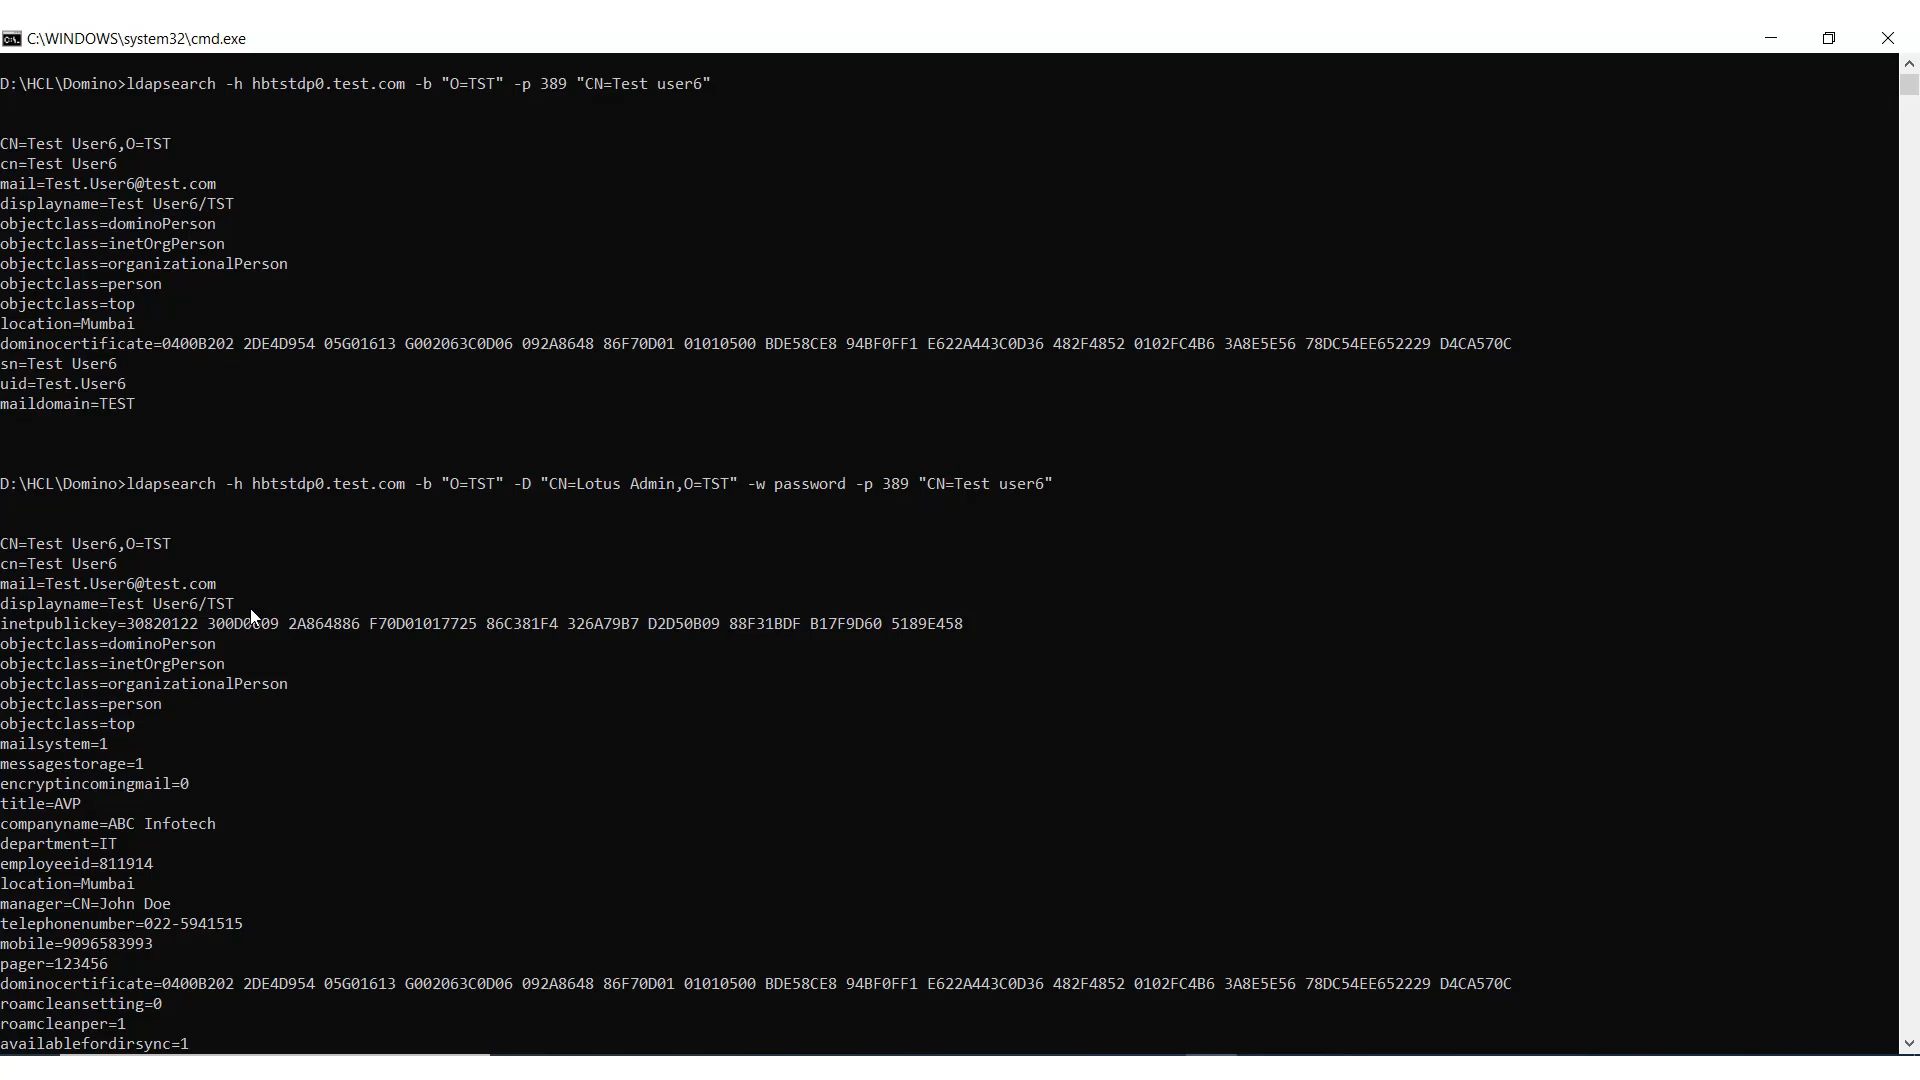 C:\WINDOWS\system32\cmd.exe
D:\HCL\Domino>ldapsearch -h hbtstdp0.test.com -b "O=TST" -p 389 "CN=Test user6"
CN=Test User6,O=TST
cn=Test User6
mail=Test.User6@test.com
displayname=Test User6/TST
objectclass=dominoPerson
objectclass=inetOrgPerson
objectclass=organizationalPerson
objectclass=person
objectclass=top
location=Mumbai
dominocertificate=0400B202 2DE4D954 05G01613 G002063C0D06 092A8648 86F70D01 01010500 BDE58CE8 94BF0FF1 E622A443C0D36 482F4852 0102FC4B6 3A8E5E56 78DC54EE652229 D4CA570C
sn=Test User6
uid=Test.User6
maildomain=TEST
D:\HCL\Domino>ldapsearch -h hbtstdp0.test.com -b "O=TST" -D "CN=Lotus Admin,O=TST" -w password -p 389 "CN=Test user6"
CN=Test User6,O=TST
cn=Test User6
mail=Test.User6@test.com
displayname=Test User6/TST
inetpublickey=30820122 300D0609 2A864886 F70D01017725 86C381F4 326A79B7 D2D50B09 88F31BDF B17F9D60 5189E458
objectclass=dominoPerson
objectclass=inetOrgPerson
objectclass=organizationalPerson
objectclass=person
objectclass=top
mailsystem=1
messagestorage=1
encryptincomingmail=0
title=AVP
companyname=ABC Infotech
department=IT
employeeid=811914
location=Mumbai
manager=CN=John Doe
telephonenumber=022-5941515
mobile=9096583993
pager=123456
dominocertificate=0400B202 2DE4D954 05G01613 G002063C0D06 092A8648 86F70D01 01010500 BDE58CE8 94BF0FF1 E622A443C0D36 482F4852 0102FC4B6 3A8E5E56 78DC54EE652229 D4CA570C
roamcleansetting=0
roamcleanper=1
availablefordirsync=1